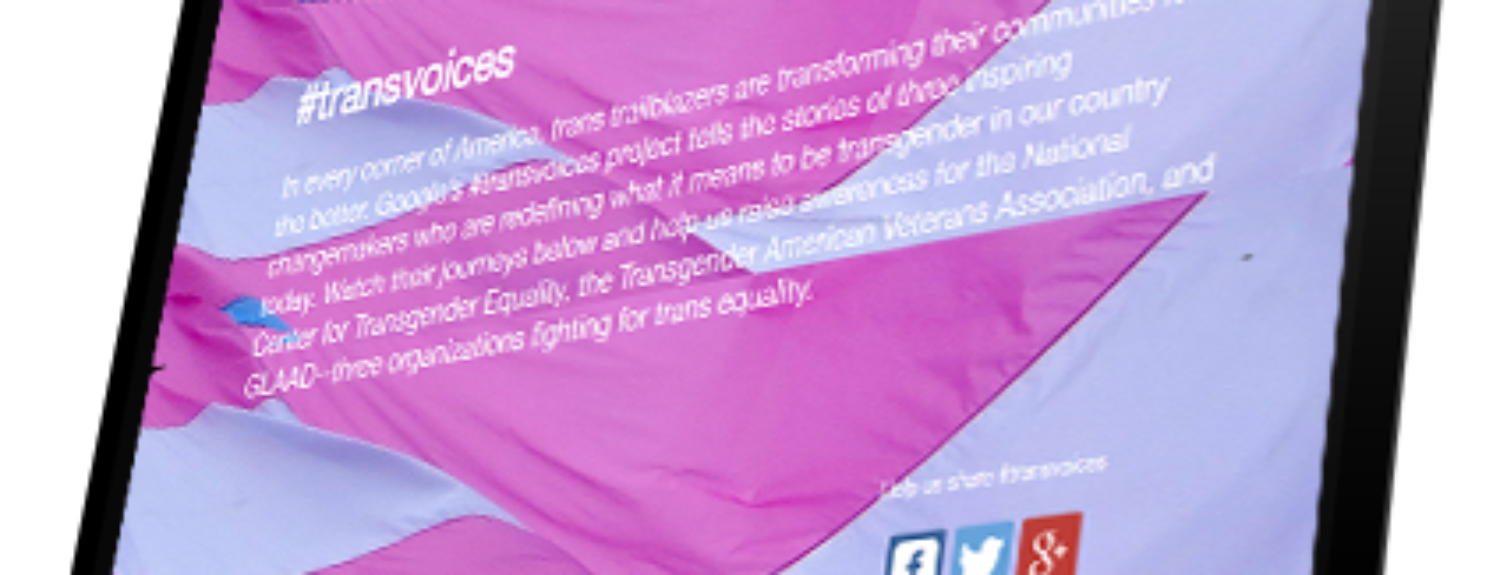 #transvoices
In every corner of America, trans trailblazers are transforming their communities
the better. Google's #transvoices project tells the stories of three inspiring
changemakers who are redefining what it means to be transgender in our country
today. Watch their journeys below and help us raise awareness for the National
Center for Transgender Equality, the Transgender American Veterans Association, and
GLAAD--three organizations fighting for trans equality.
Help us share #transvoices
f
g+